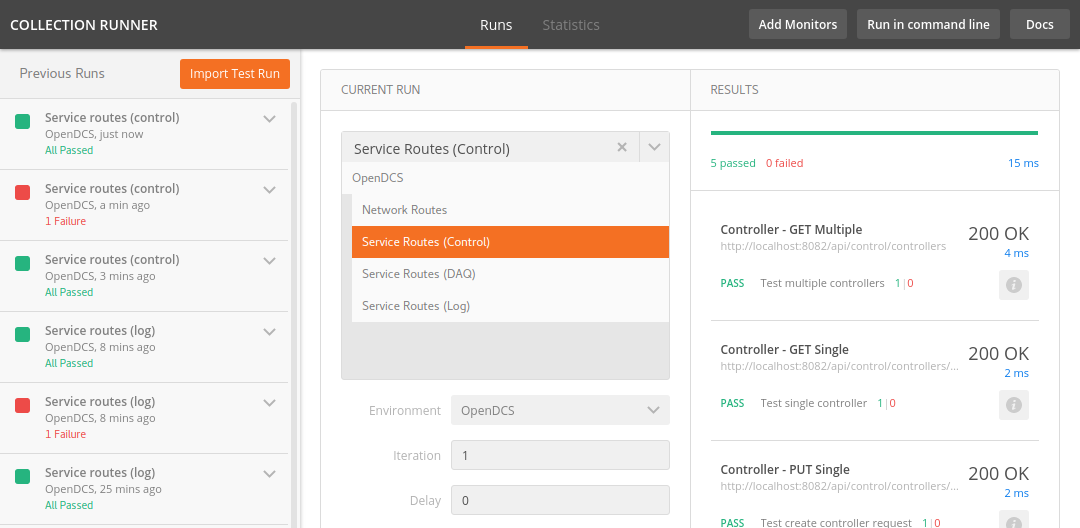 COLLECTION RUNNER
Runs
Statistics
Add Monitors
Run in command line
Docs
Previous Runs
Import Test Run
Service routes (control)
OpenDCS, just now
All Passed
Service routes (control)
OpenDCS, a min ago
1 Failure
Service routes (control)
OpenDCS, 3 mins ago
All Passed
Service routes (log)
OpenDCS, 8 mins ago
All Passed
Service routes (log)
OpenDCS, 8 mins ago
1 Failure
Service routes (log)
OpenDCS, 25 mins ago
All Passed
CURRENT RUN
Service Routes (Control)
OpenDCS
Network Routes
Service Routes (Control)
Service Routes (DAQ)
Service Routes (Log)
Environment
OpenDCS
Iteration
1
Delay
0
RESULTS
5 passed 0 failed
15 ms
Controller - GET Multiple
http://localhost:8082/api/control/controllers
200 OK
4 ms
PASS Test multiple controllers 1|0
Controller - GET Single
http://localhost:8082/api/control/controllers/...
200 OK
2 ms
PASS Test single controller 1|0
Controller - PUT Single
http://localhost:8082/api/control/controllers/...
200 OK
2 ms
PASS Test create controller request 1|0